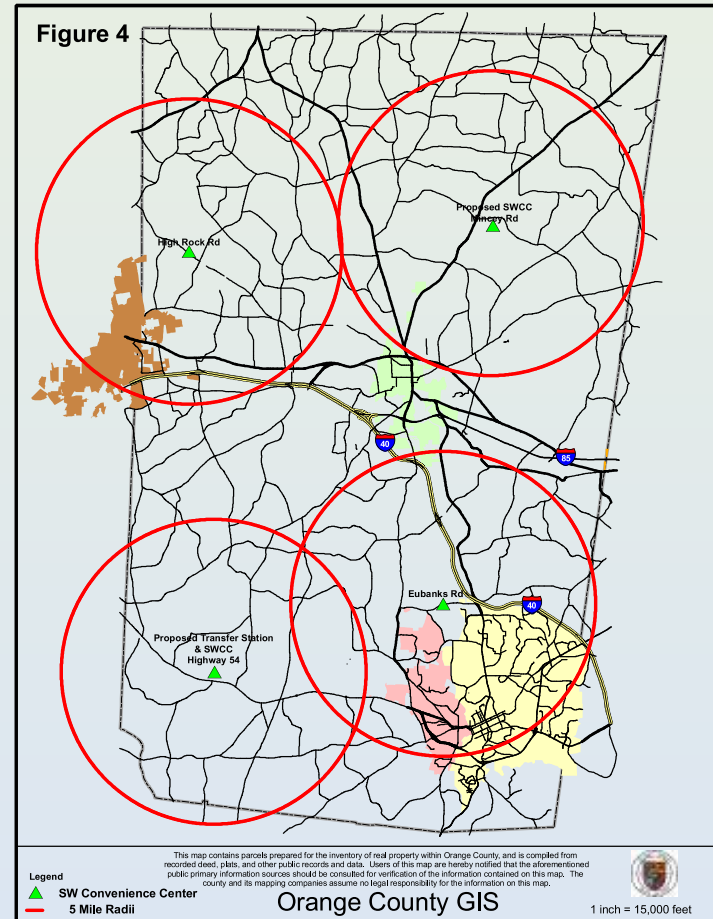 Figure 4
Proposed SWCC
Mincey Rd
High Rock Rd
40
85
Eubanks Rd
40
Proposed Transfer Station
& SWCC
Highway 54
This map contains parcels prepared for the inventory of real property within Orange County, and is compiled from
recorded deed, plats, and other public records and data. Users of this map are hereby notified that the aforementioned
public primary information sources should be consulted for verification of the information contained on this map. The
county and its mapping companies assume no legal responsibility for the information on this map.
Legend
SW Convenience Center
5 Mile Radii
Orange County GIS
1 inch = 15,000 feet